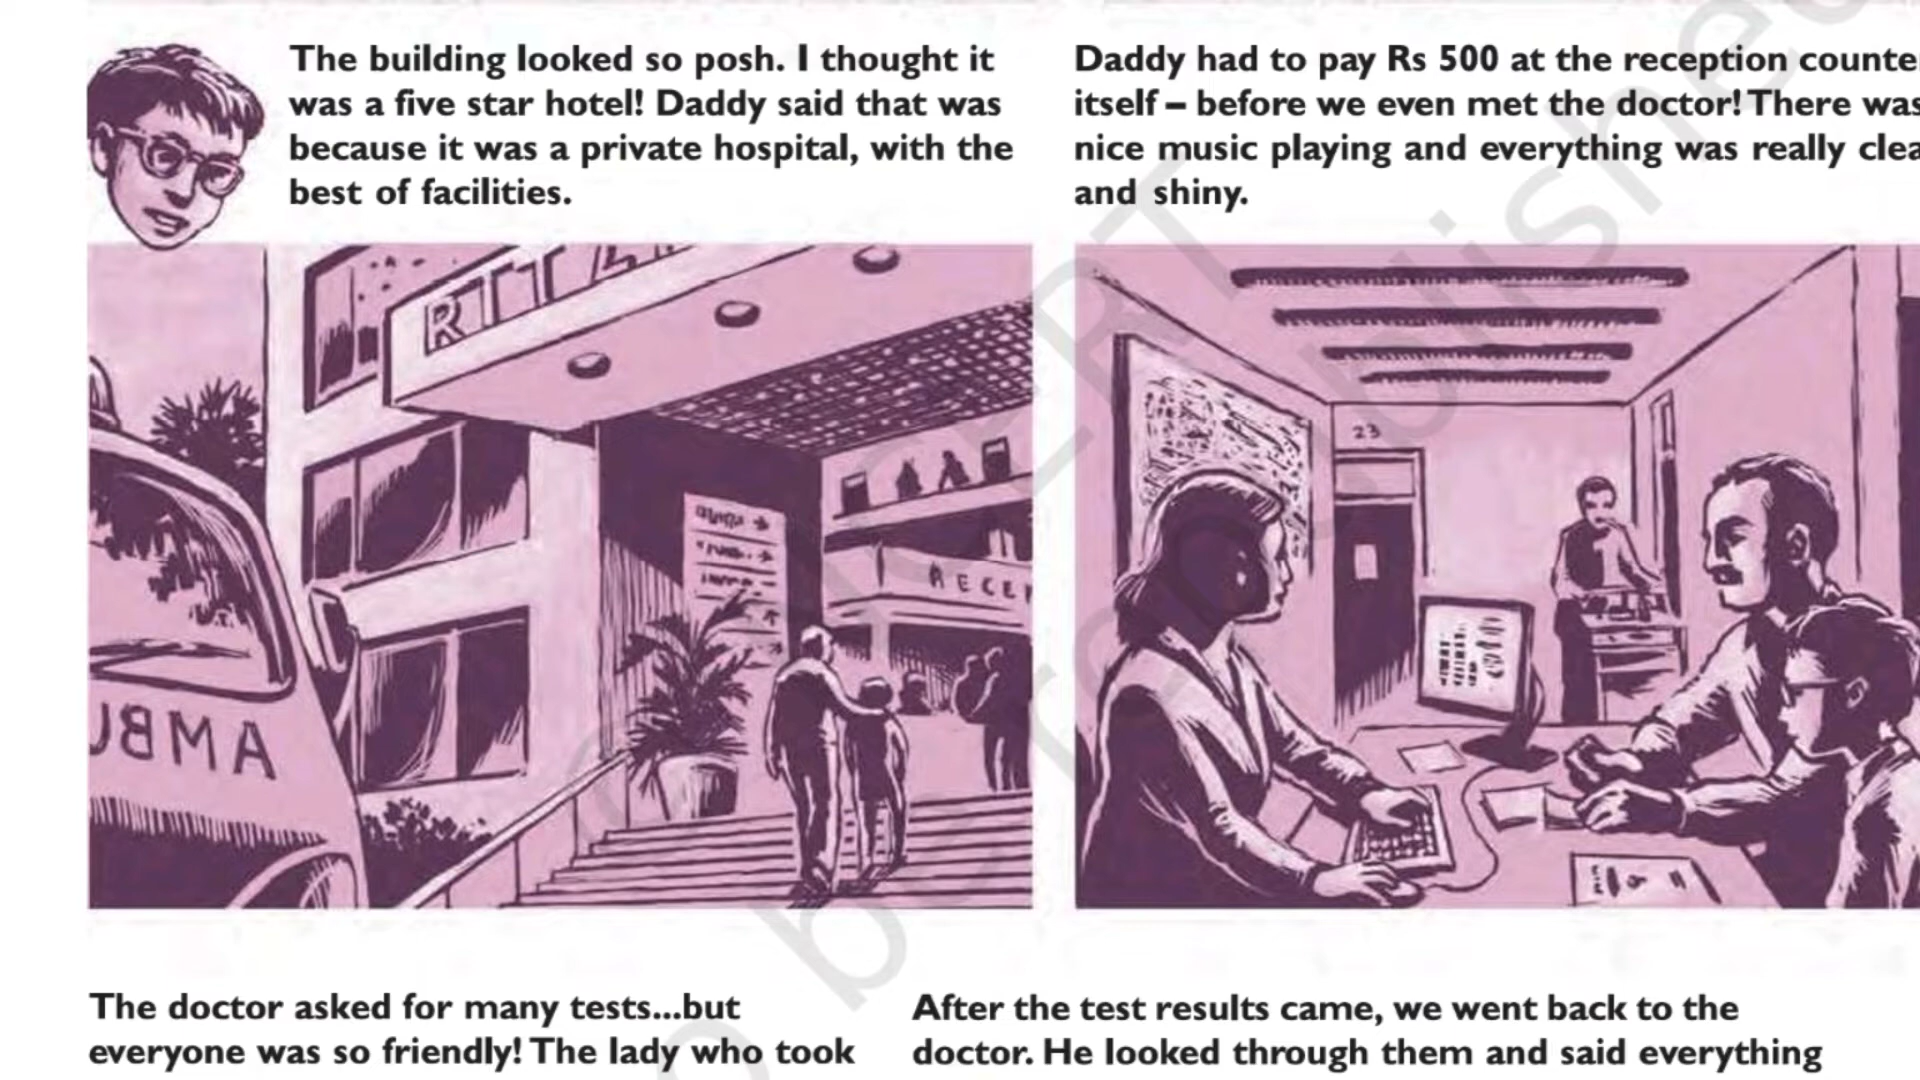 The building looked so posh. I thought it
was a five star hotel! Daddy said that was
because it was a private hospital, with the
best of facilities.
Daddy had to pay Rs 500 at the reception
itself – before we even met the doctor! There was
nice music playing and everything was really
and shiny.
23
The doctor asked for many tests...but
everyone was so friendly! The lady who took
After the test results came, we went back to the
doctor. He looked through them and said everything